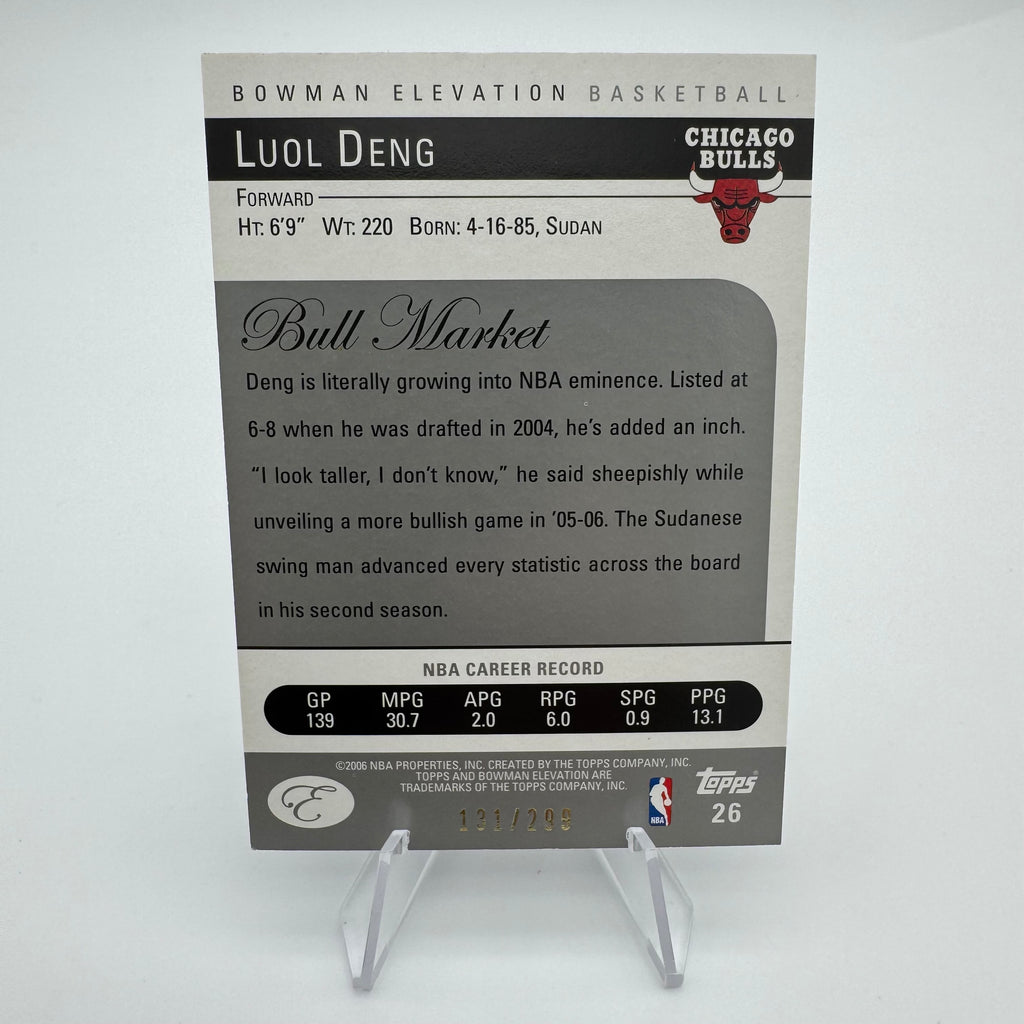 BOWMAN ELEVATION BASKETBALL
LUOL DENG
CHICAGO
BULLS
FORWARD
HT: 6'9" WT: 220 BORN: 4-16-85, SUDAN
Bull Market
Deng is literally growing into NBA eminence. Listed at
6-8 when he was drafted in 2004, he's added an inch.
"I look taller, I don't know," he said sheepishly while
unveiling a more bullish game in '05-06. The Sudanese
swing man advanced every statistic across the board
in his second season.
NBA CAREER RECORD
GP MPG APG RPG SPG PPG
139 30.7 2.0 6.0 0.9 13.1
©2006 NBA PROPERTIES, INC. CREATED BY THE TOPPS COMPANY, INC.
TOPPS AND BOWMAN ELEVATION ARE
TRADEMARKS OF THE TOPPS COMPANY, INC.
E
131/299
NBA
Topps®
26